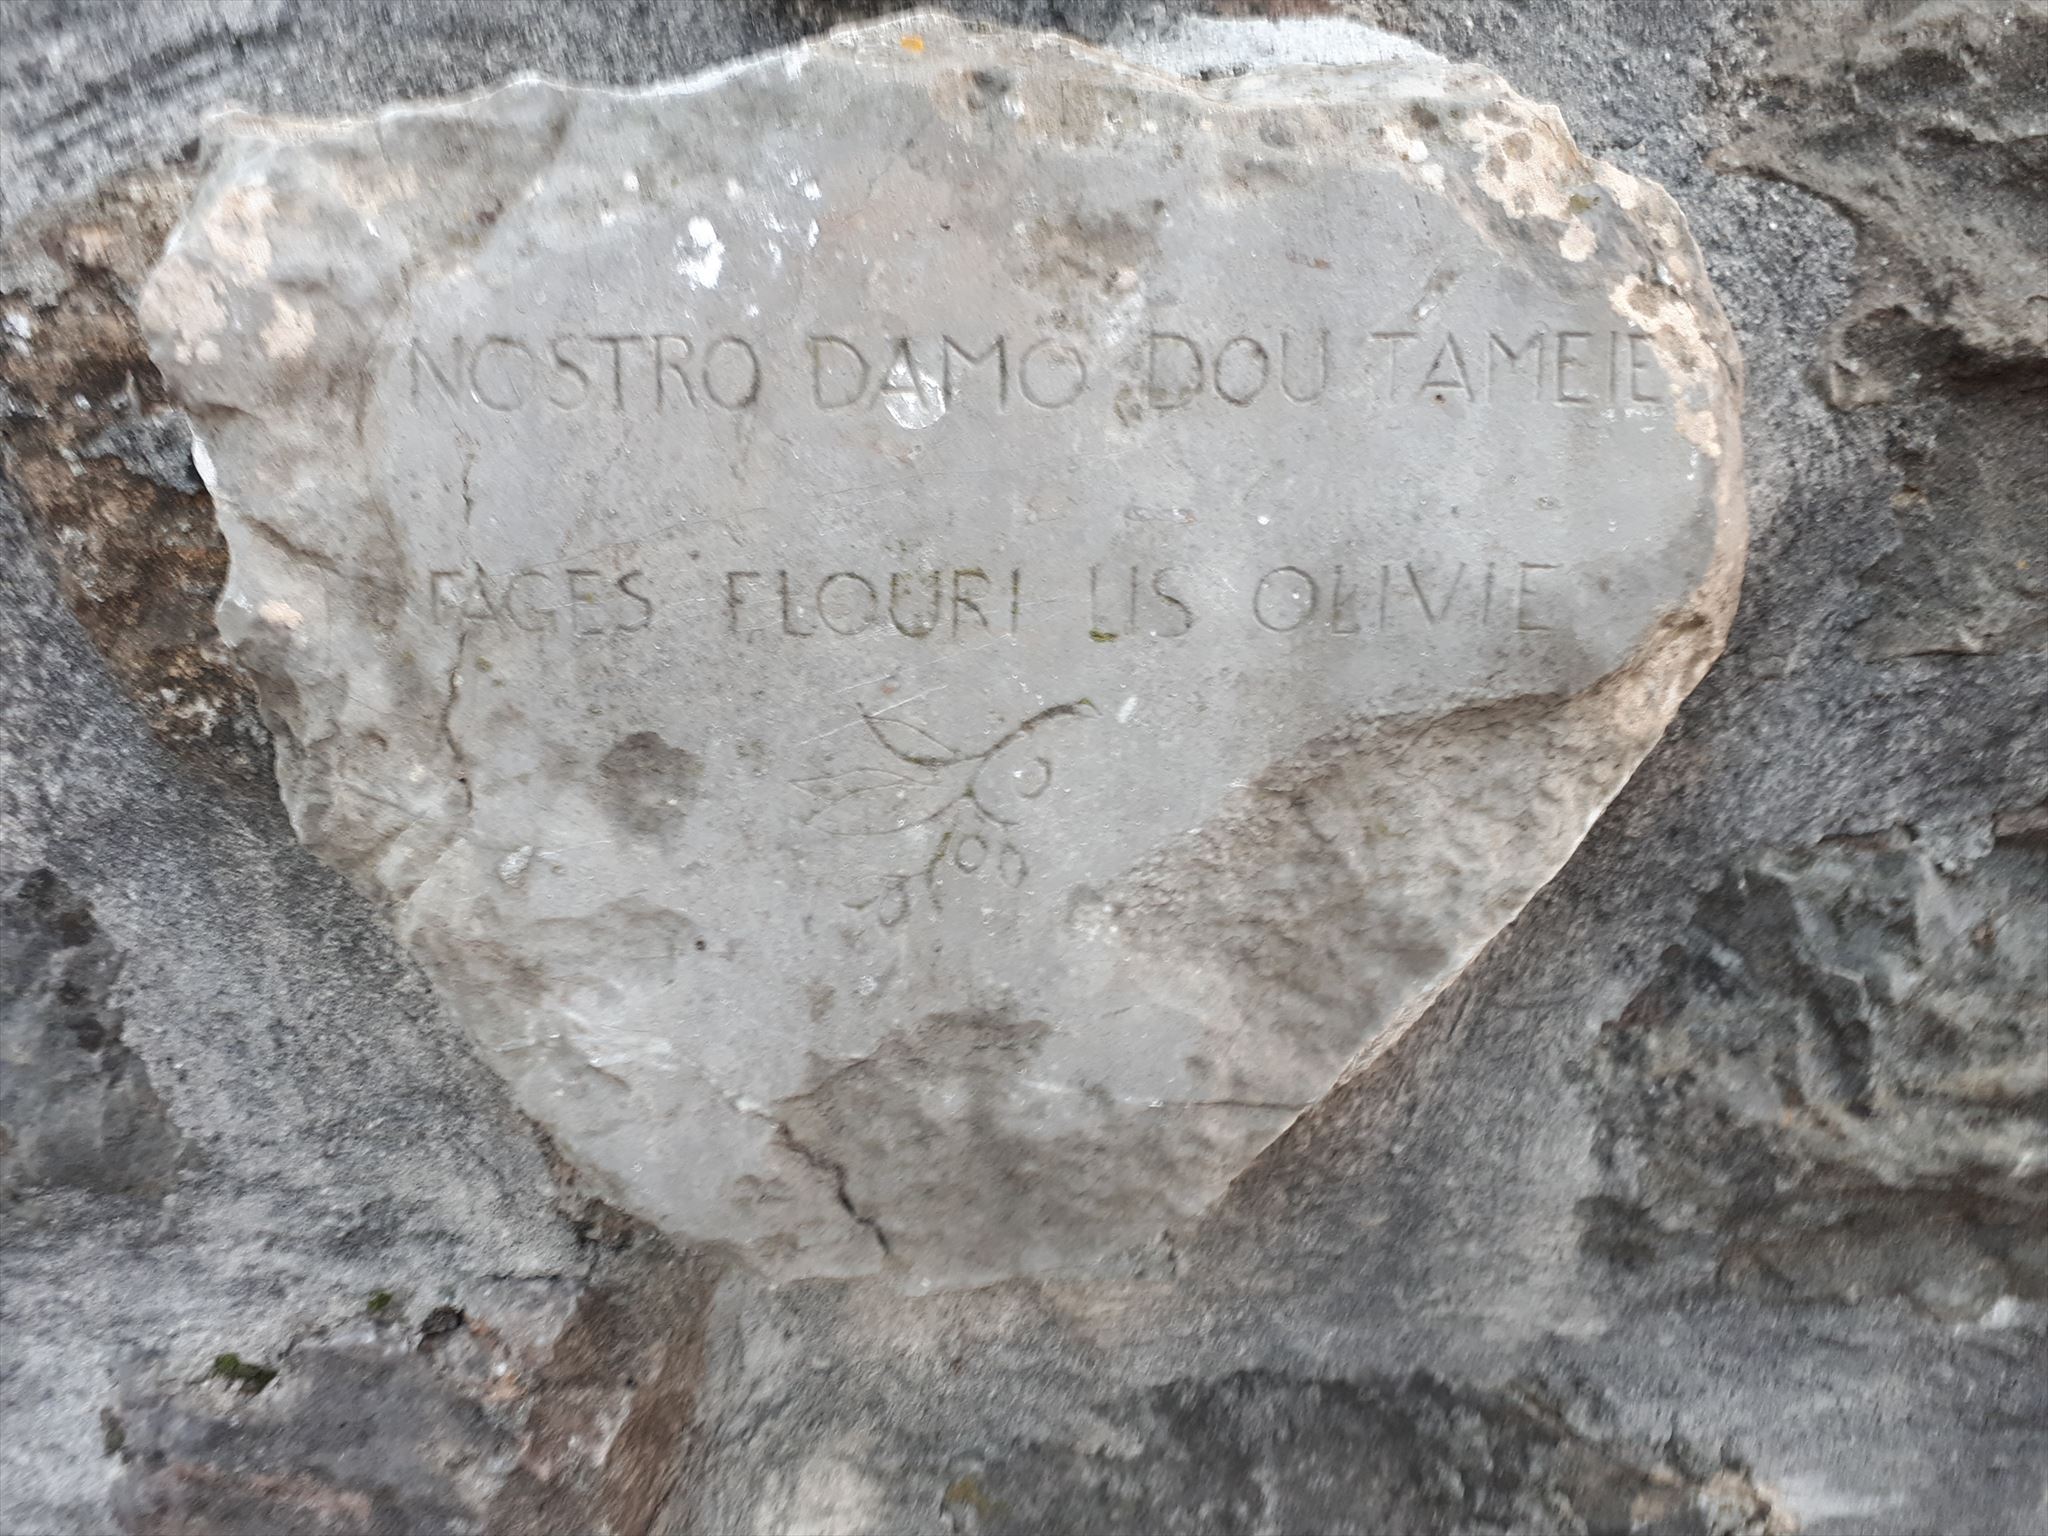 NOSTRO DAMO DOU TAMEIE
FAGES FLOURI LIS OLIVIE